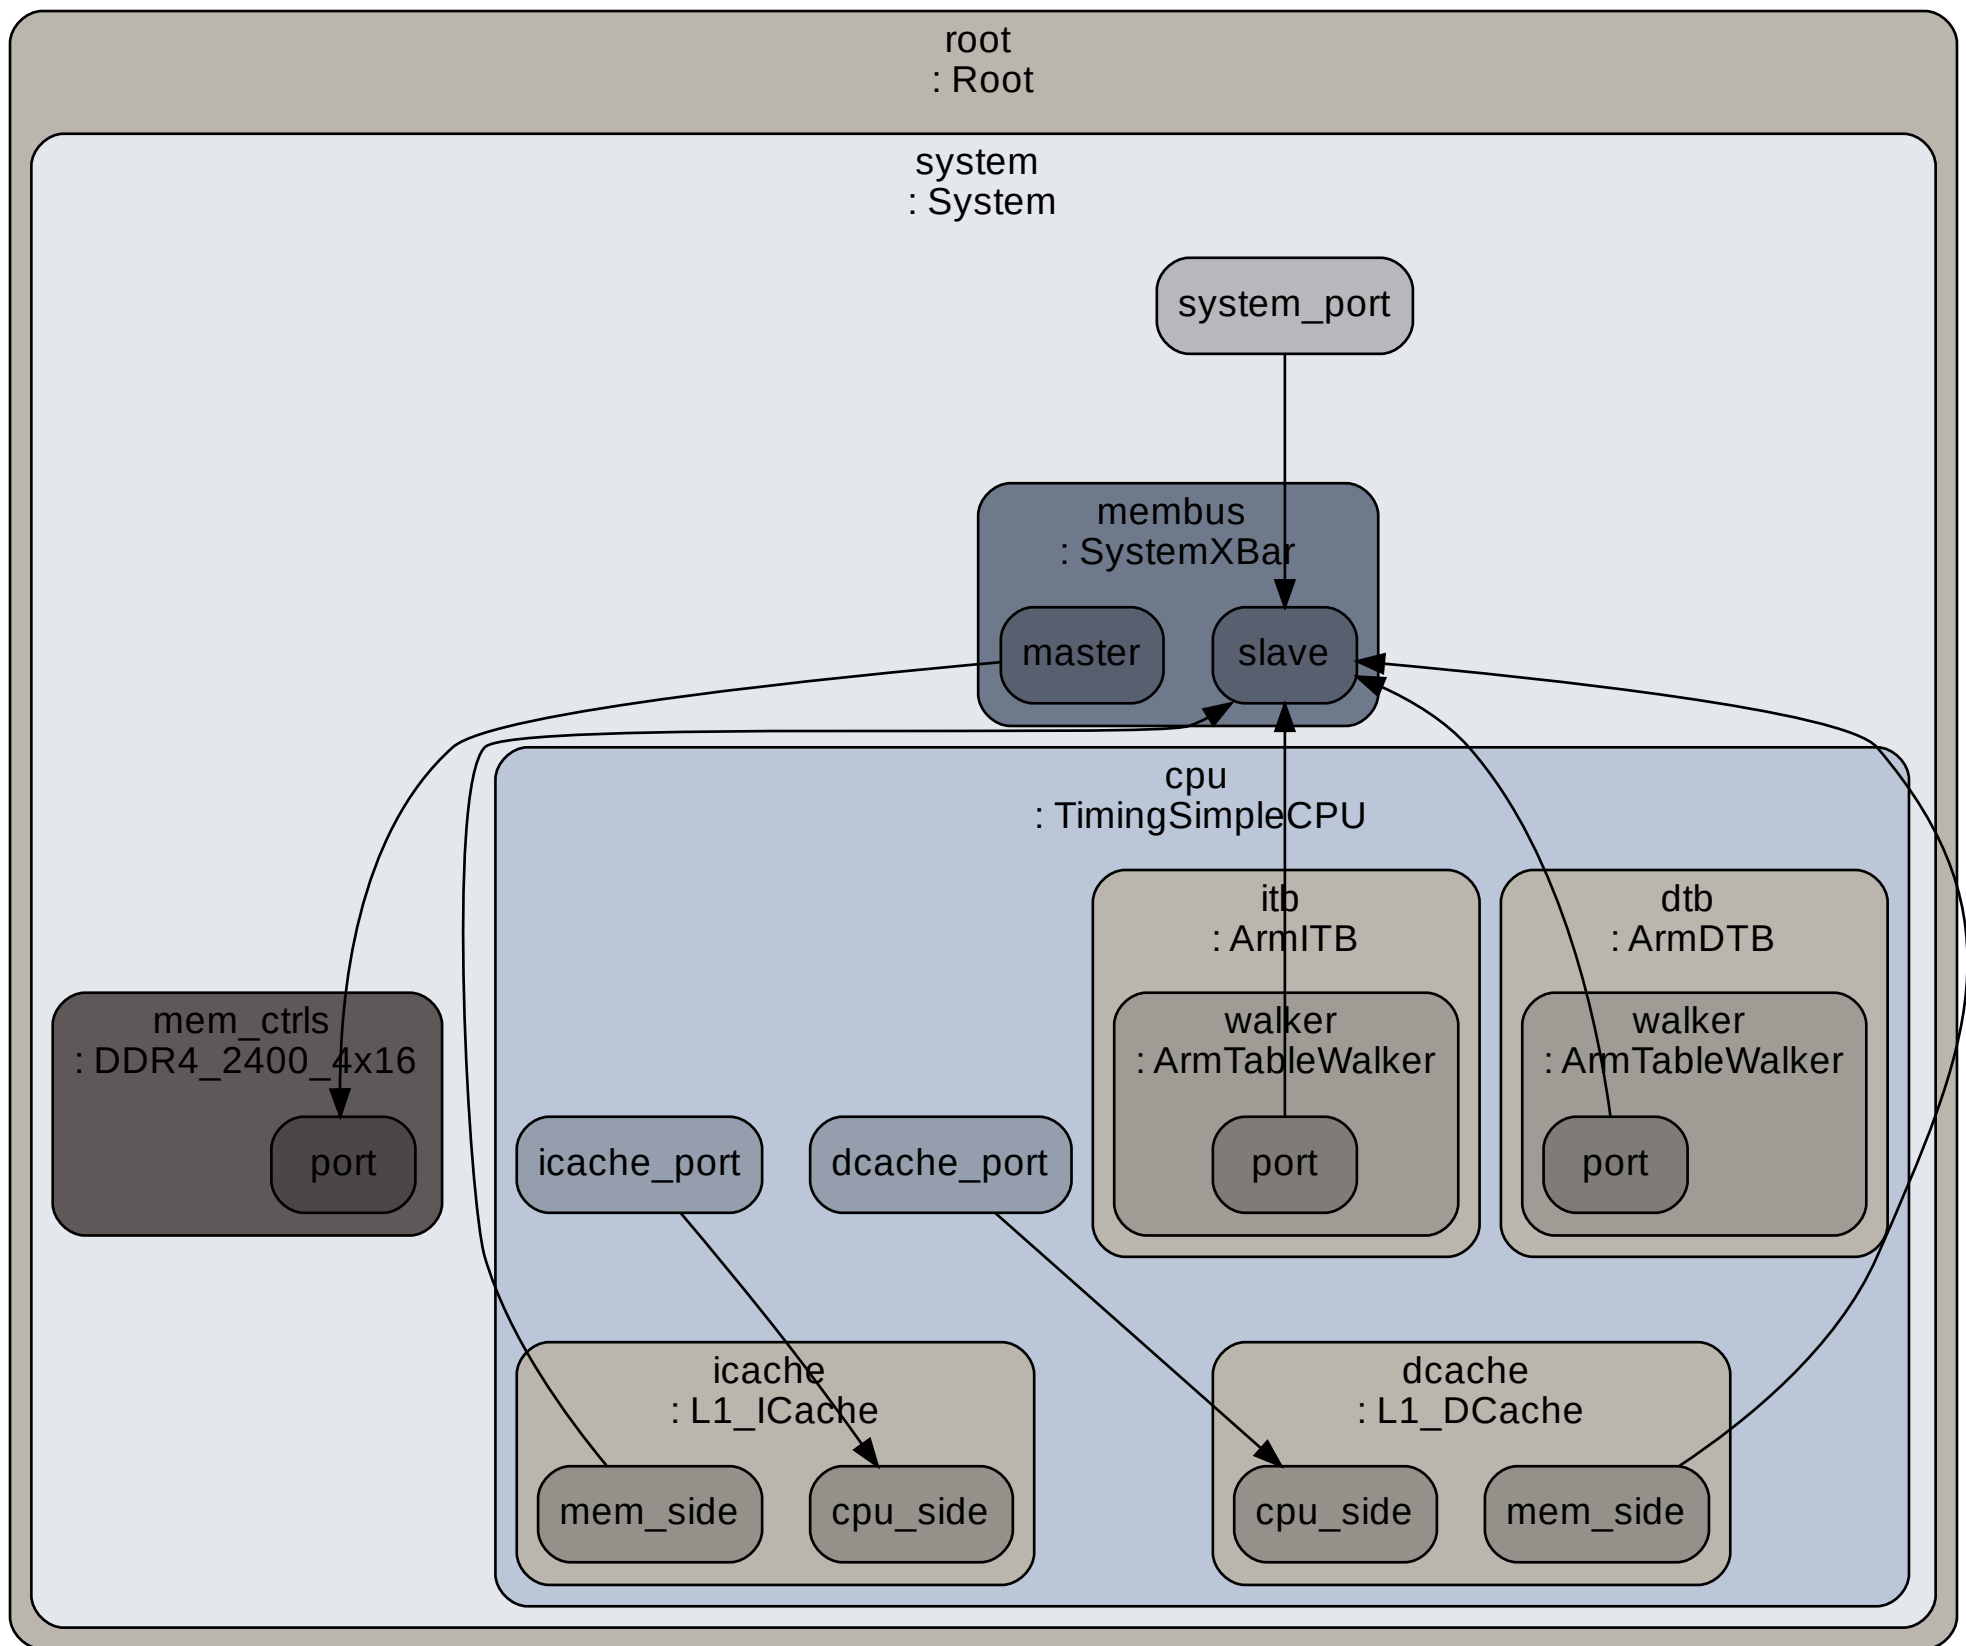 root
: Root
system
: System
system_port
membus
: SystemXBar
master
slave
cpu
: TimingSimpleCPU
itb
: ArmITB
dtb
: ArmDTB
mem_ctrls
: DDR4_2400_4x16
walker
: ArmTableWalker
walker
: ArmTableWalker
port
icache_port
dcache_port
port
port
icache
: L1_ICache
dcache
: L1_DCache
mem_side
cpu_side
cpu_side
mem_side